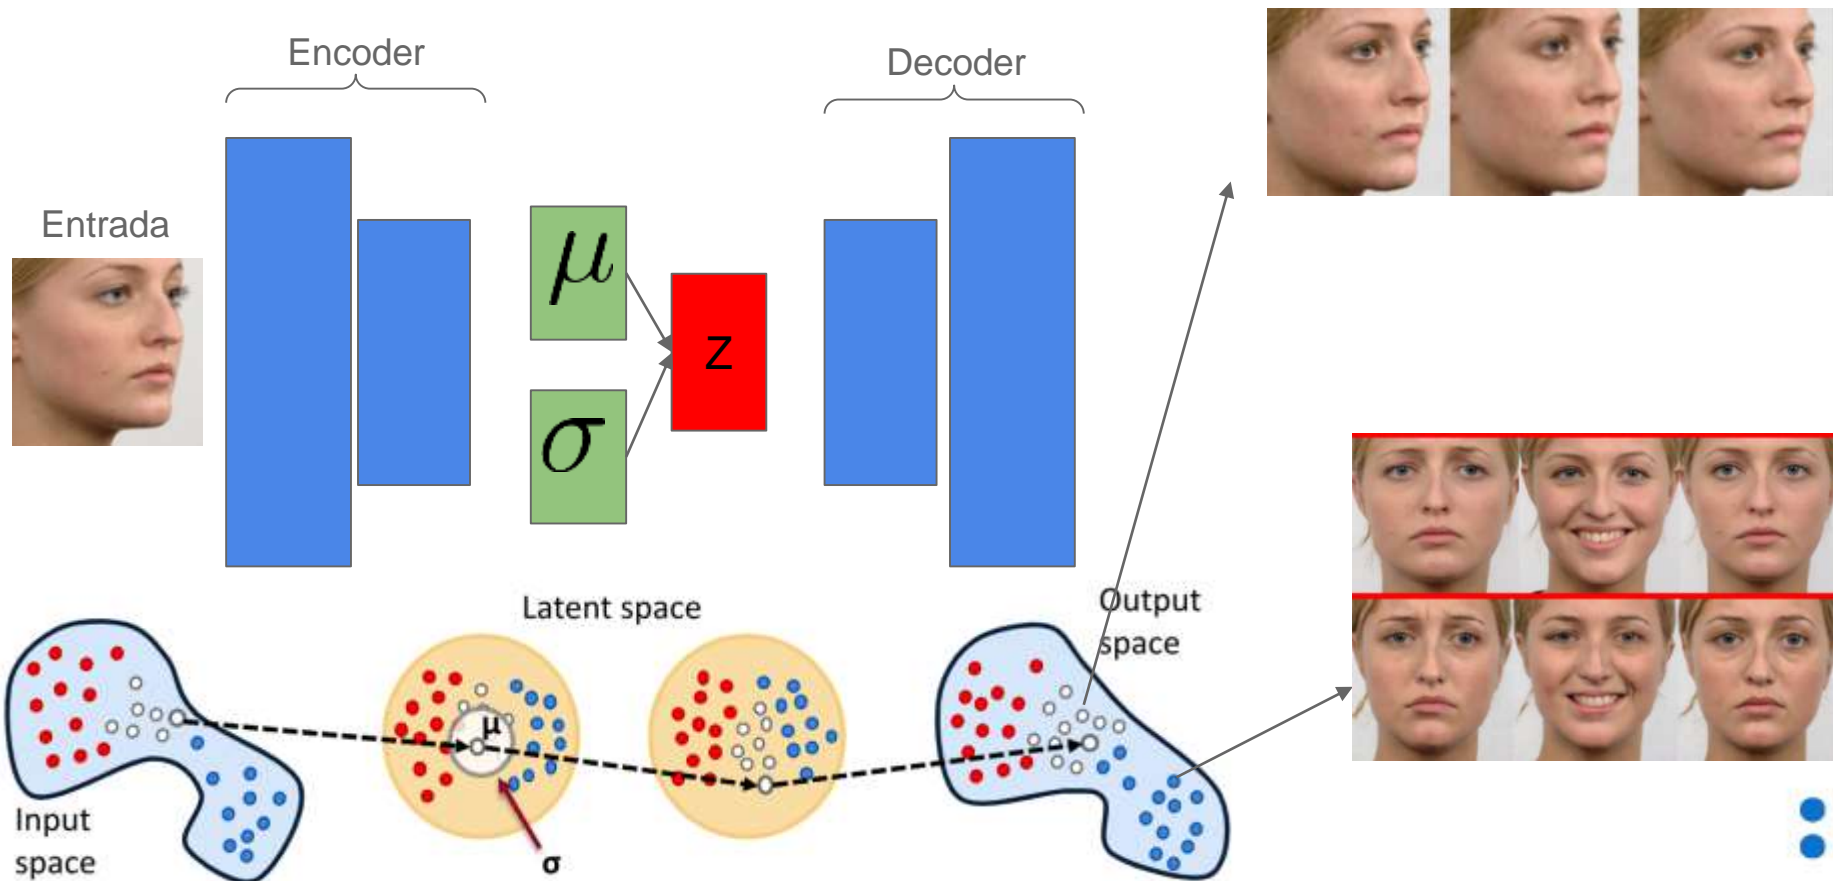 Encoder
Decoder
Entrada
μ
σ
Z
Latent space
Output
space
μ
Input
space
σ